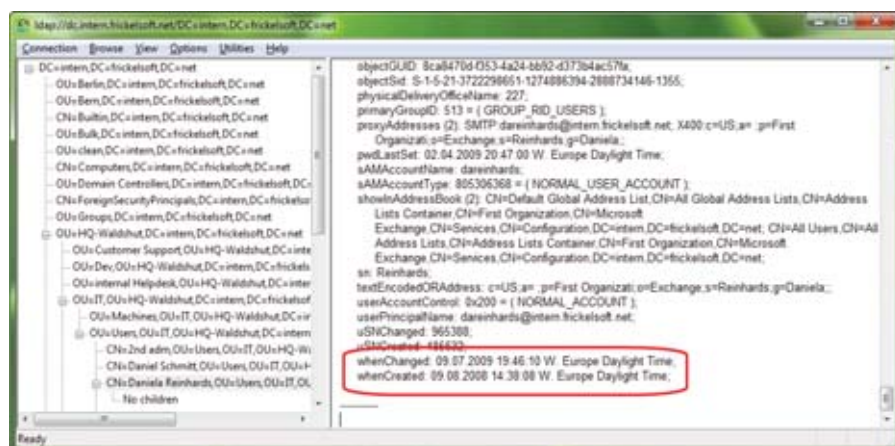 ldap://dc.intern.frickelsoft.net/DC=intern,DC=frickelsoft,DC=net
Connection Browse View Options Utilities Help
DC=intern,DC=frickelsoft,DC=net
OU=Berlin,DC=intern,DC=frickelsoft,DC=net
OU=Bern,DC=intern,DC=frickelsoft,DC=net
CN=Builtin,DC=intern,DC=frickelsoft,DC=net
OU=Bulk,DC=intern,DC=frickelsoft,DC=net
OU=clean,DC=intern,DC=frickelsoft,DC=net
CN=Computers,DC=intern,DC=frickelsoft,DC=net
OU=Domain Controllers,DC=intern,DC=frickelsoft,DC=
CN=ForeignSecurityPrincipals,DC=intern,DC=frickelsof
OU=Groups,DC=intern,DC=frickelsoft,DC=net
OU=HQ-Waldshut,DC=intern,DC=frickelsoft,DC=net
OU=Customer Support,OU=HQ-Waldshut,DC=inte
OU=Dev,OU=HQ-Waldshut,DC=intern,DC=frickels
OU=internal Helpdesk,OU=HQ-Waldshut,DC=inte
OU=IT,OU=HQ-Waldshut,DC=intern,DC=frickelsof
OU=Machines,OU=IT,OU=HQ-Waldshut,DC=in
OU=Users,OU=IT,OU=HQ-Waldshut,DC=intern
CN=2nd adm,OU=Users,OU=IT,OU=HQ-Wa
CN=Daniel Schmitt,OU=Users,OU=IT,OU=H
CN=Daniela Reinhards,OU=Users,OU=IT,OU
No children
objectGUID: 8ca8470d-f353-4a24-bb92-d373b4ac57fa;
objectSid: S-1-5-21-3722298651-1274886394-2888734146-1355;
physicalDeliveryOfficeName: 227;
primaryGroupID: 513 = ( GROUP_RID_USERS );
proxyAddresses (2): SMTP:dareinhards@intern.frickelsoft.net; X400:c=US;a= ;p=First
Organizati;o=Exchange;s=Reinhards;g=Daniela;;
pwdLastSet: 02.04.2009 20:47:00 W. Europe Daylight Time;
sAMAccountName: dareinhards;
sAMAccountType: 805306368 = ( NORMAL_USER_ACCOUNT );
showInAddressBook (2): CN=Default Global Address List,CN=All Global Address Lists,CN=Address
Lists Container,CN=First Organization,CN=Microsoft
Exchange,CN=Services,CN=Configuration,DC=intern,DC=frickelsoft,DC=net; CN=All Users,CN=All
Address Lists,CN=Address Lists Container,CN=First Organization,CN=Microsoft
Exchange,CN=Services,CN=Configuration,DC=intern,DC=frickelsoft,DC=net;
sn: Reinhards;
textEncodedORAddress: c=US;a= ;p=First Organizati;o=Exchange;s=Reinhards;g=Daniela;;
userAccountControl: 0x200 = ( NORMAL_ACCOUNT );
userPrincipalName: dareinhards@intern.frickelsoft.net;
uSNChanged: 965388;
uSNCreated: 186632;
whenChanged: 09.07.2009 19:46:10 W. Europe Daylight Time;
whenCreated: 09.08.2008 14:38:08 W. Europe Daylight Time;
Ready